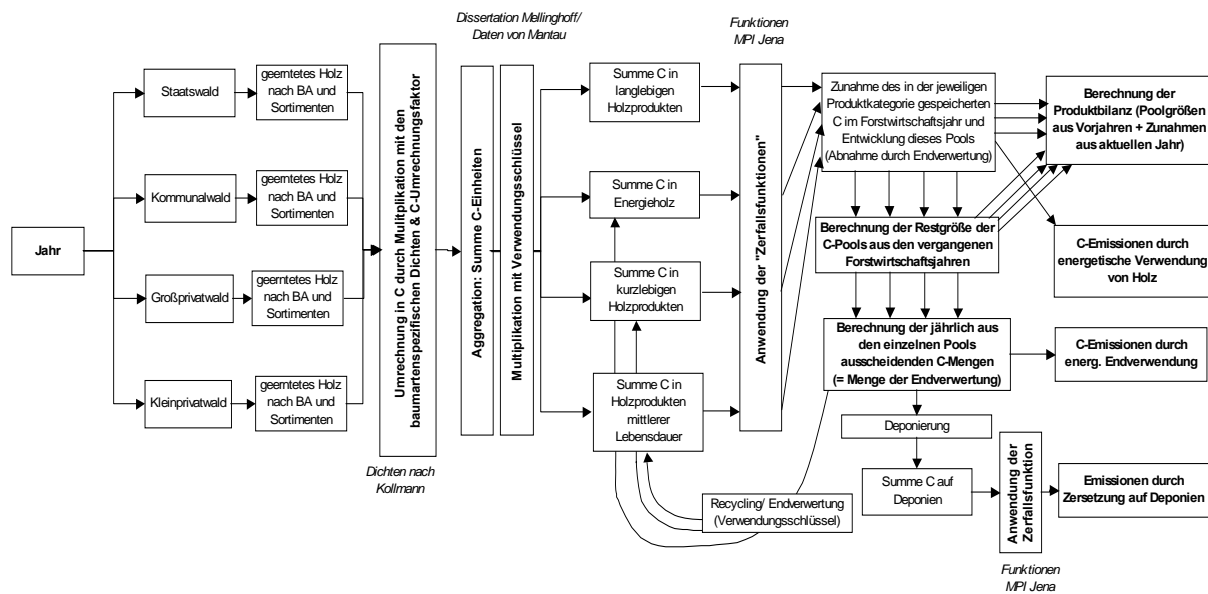 Dissertation Mellinghoff/
Daten von Mantau
Funktionen
MPI Jena
Jahr
Staatswald
geerntetes Holz
nach BA und
Sortimenten
Kommunalwald
geerntetes Holz
nach BA und
Sortimenten
Großprivatwald
geerntetes Holz
nach BA und
Sortimenten
Kleinprivatwald
geerntetes Holz
nach BA und
Sortimenten
Umrechnung in C durch Mulitplikation mit den
baumartenspezifischen Dichten & C-Umrechnungsfaktor
Dichten nach
Kollmann
Aggregation: Summe C-Einheiten
Multiplikation mit Verwendungsschlüssel
Summe C in
langlebigen
Holzprodukten
Summe C in
Energieholz
Summe C in
kurzlebigen
Holzprodukten
Summe C in
Holzprodukten
mittlerer
Lebensdauer
Anwendung der "Zerfallsfunktionen"
Zunahme des in der jeweiligen
Produktkategorie gespeicherten
C im Forstwirtschaftsjahr und
Entwicklung dieses Pools
(Abnahme durch Endverwertung)
Berechnung der Restgröße der
C-Pools aus den vergangenen
Forstwirtschaftsjahren
Berechnung der jährlich aus
den einzelnen Pools
ausscheidenden C-Mengen
(= Menge der Endverwertung)
Deponierung
Summe C auf
Deponien
Recycling/ Endverwertung
(Verwendungsschlüssel)
Anwendung der
Zerfallsfunktion
Funktionen
MPI Jena
Berechnung der
Produktbilanz (Poolgrößen
aus Vorjahren + Zunahmen
aus aktuellen Jahr)
C-Emissionen durch
energetische Verwendung
von Holz
C-Emissionen durch
energ. Endverwendung
Emissionen durch
Zersetzung auf Deponien